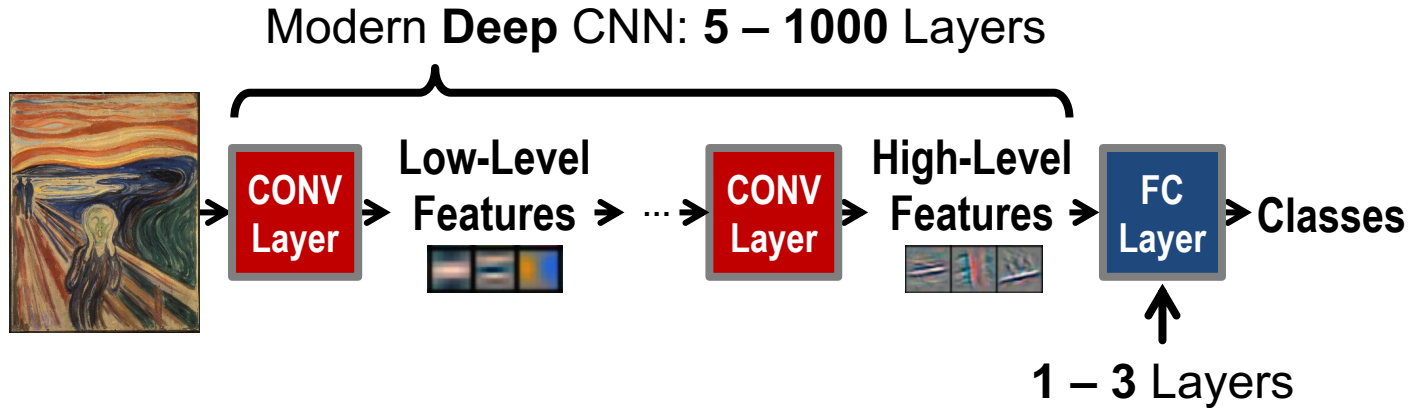 Modern Deep CNN: 5 – 1000 Layers
CONV
Layer
Low-Level
Features
...
CONV
Layer
High-Level
Features
FC
Layer
Classes
1 – 3 Layers